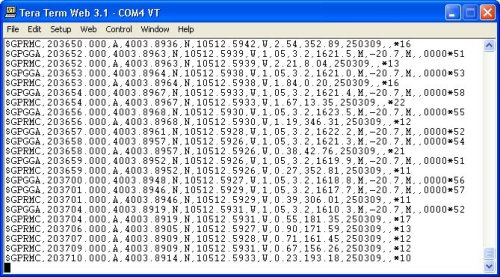 Tera Term Web 3.1 - COM4 VT
File Edit Setup Web Control Window Help
$GPRMC,203650.000,A,4003.8936,N,10512.5942,W,2.54,352.89,250309,,*16
$GPGGA,203652.000,4003.8963,N,10512.5939,W,1,05,3.2,1621.5,M,-20.7,M,,0000*51
$GPRMC,203652.000,A,4003.8963,N,10512.5939,W,2.21,8.04,250309,,*13
$GPGGA,203653.000,4003.8968,N,10512.5938,W,1,05,3.2,1621.0,M,-20.7,M,,0000*53
$GPRMC,203653.000,A,4003.8968,N,10512.5938,W,1.84,0.20,250309,,*16
$GPGGA,203654.000,4003.8967,N,10512.5933,W,1,05,3.2,1621.4,M,-20.7,M,,0000*58
$GPRMC,203654.000,A,4003.8967,N,10512.5933,W,1.67,13.35,250309,,*22
$GPGGA,203656.000,4003.8968,N,10512.5930,W,1,05,3.2,1623.5,M,-20.7,M,,0000*55
$GPRMC,203656.000,A,4003.8968,N,10512.5930,W,1.19,346.31,250309,,*12
$GPGGA,203657.000,4003.8961,N,10512.5928,W,1,05,3.2,1622.2,M,-20.7,M,,0000*52
$GPGGA,203658.000,4003.8957,N,10512.5926,W,1,05,3.2,1621.3,M,-20.7,M,,0000*54
$GPRMC,203658.000,A,4003.8957,N,10512.5926,W,0.38,42.76,250309,,*21
$GPGGA,203659.000,4003.8952,N,10512.5926,W,1,05,3.2,1619.9,M,-20.7,M,,0000*51
$GPRMC,203659.000,A,4003.8952,N,10512.5926,W,0.27,352.81,250309,,*11
$GPGGA,203700.000,4003.8948,N,10512.5927,W,1,05,3.2,1618.8,M,-20.7,M,,0000*56
$GPGGA,203701.000,4003.8946,N,10512.5929,W,1,05,3.2,1617.7,M,-20.7,M,,0000*57
$GPRMC,203701.000,A,4003.8946,N,10512.5929,W,0.39,306.01,250309,,*11
$GPGGA,203704.000,4003.8919,N,10512.5931,W,1,05,3.2,1610.3,M,-20.7,M,,0000*52
$GPRMC,203704.000,A,4003.8919,N,10512.5931,W,0.55,181.35,250309,,*17
$GPRMC,203706.000,A,4003.8905,N,10512.5927,W,0.90,171.59,250309,,*13
$GPRMC,203707.000,A,4003.8909,N,10512.5928,W,0.71,161.45,250309,,*12
$GPRMC,203709.000,A,4003.8909,N,10512.5931,W,0.67,156.26,250309,,*12
$GPRMC,203710.000,A,4003.8914,N,10512.5933,W,0.23,193.18,250309,,*10